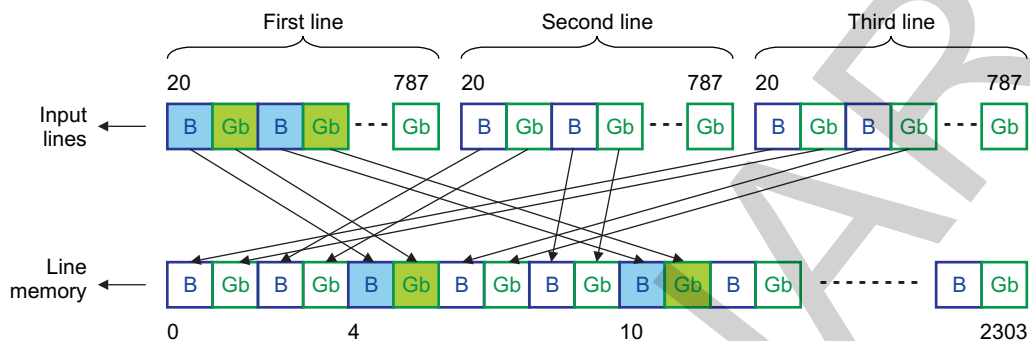 First line Second line Third line
20 787 20 787 20 787
Input lines B Gb B Gb Gb B Gb B Gb Gb B Gb B Gb Gb
Line memory B Gb B Gb B Gb B Gb B Gb B Gb B Gb B Gb
0 4 10 2303